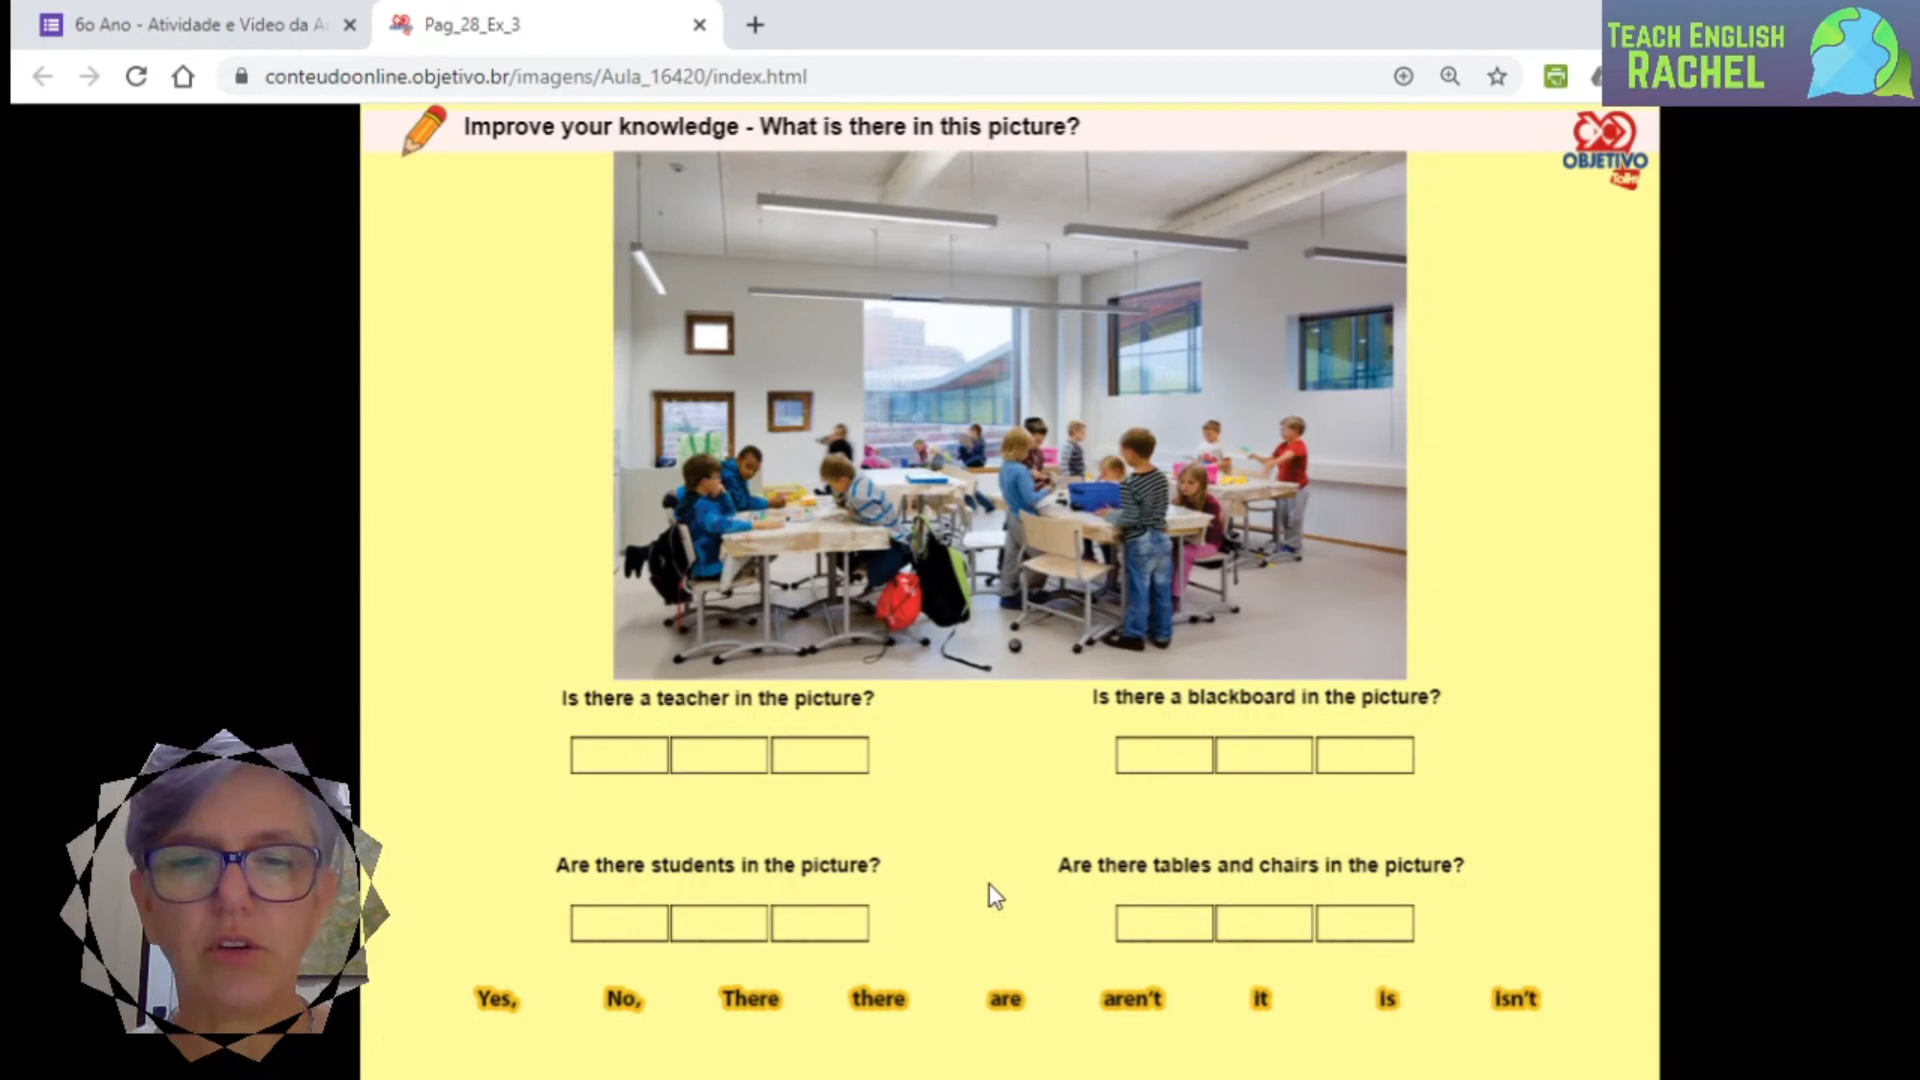 6o Ano - Atividade e Video da A
Pag_28_Ex_3
conteudoonline.objetivo.br/imagens/Aula_16420/index.html
TEACH ENGLISH
RACHEL
Improve your knowledge - What is there in this picture?
OBJETIVO
Talks
Is there a teacher in the picture?
Is there a blackboard in the picture?
Are there students in the picture?
Are there tables and chairs in the picture?
Yes, No, There there are aren't it is isn't